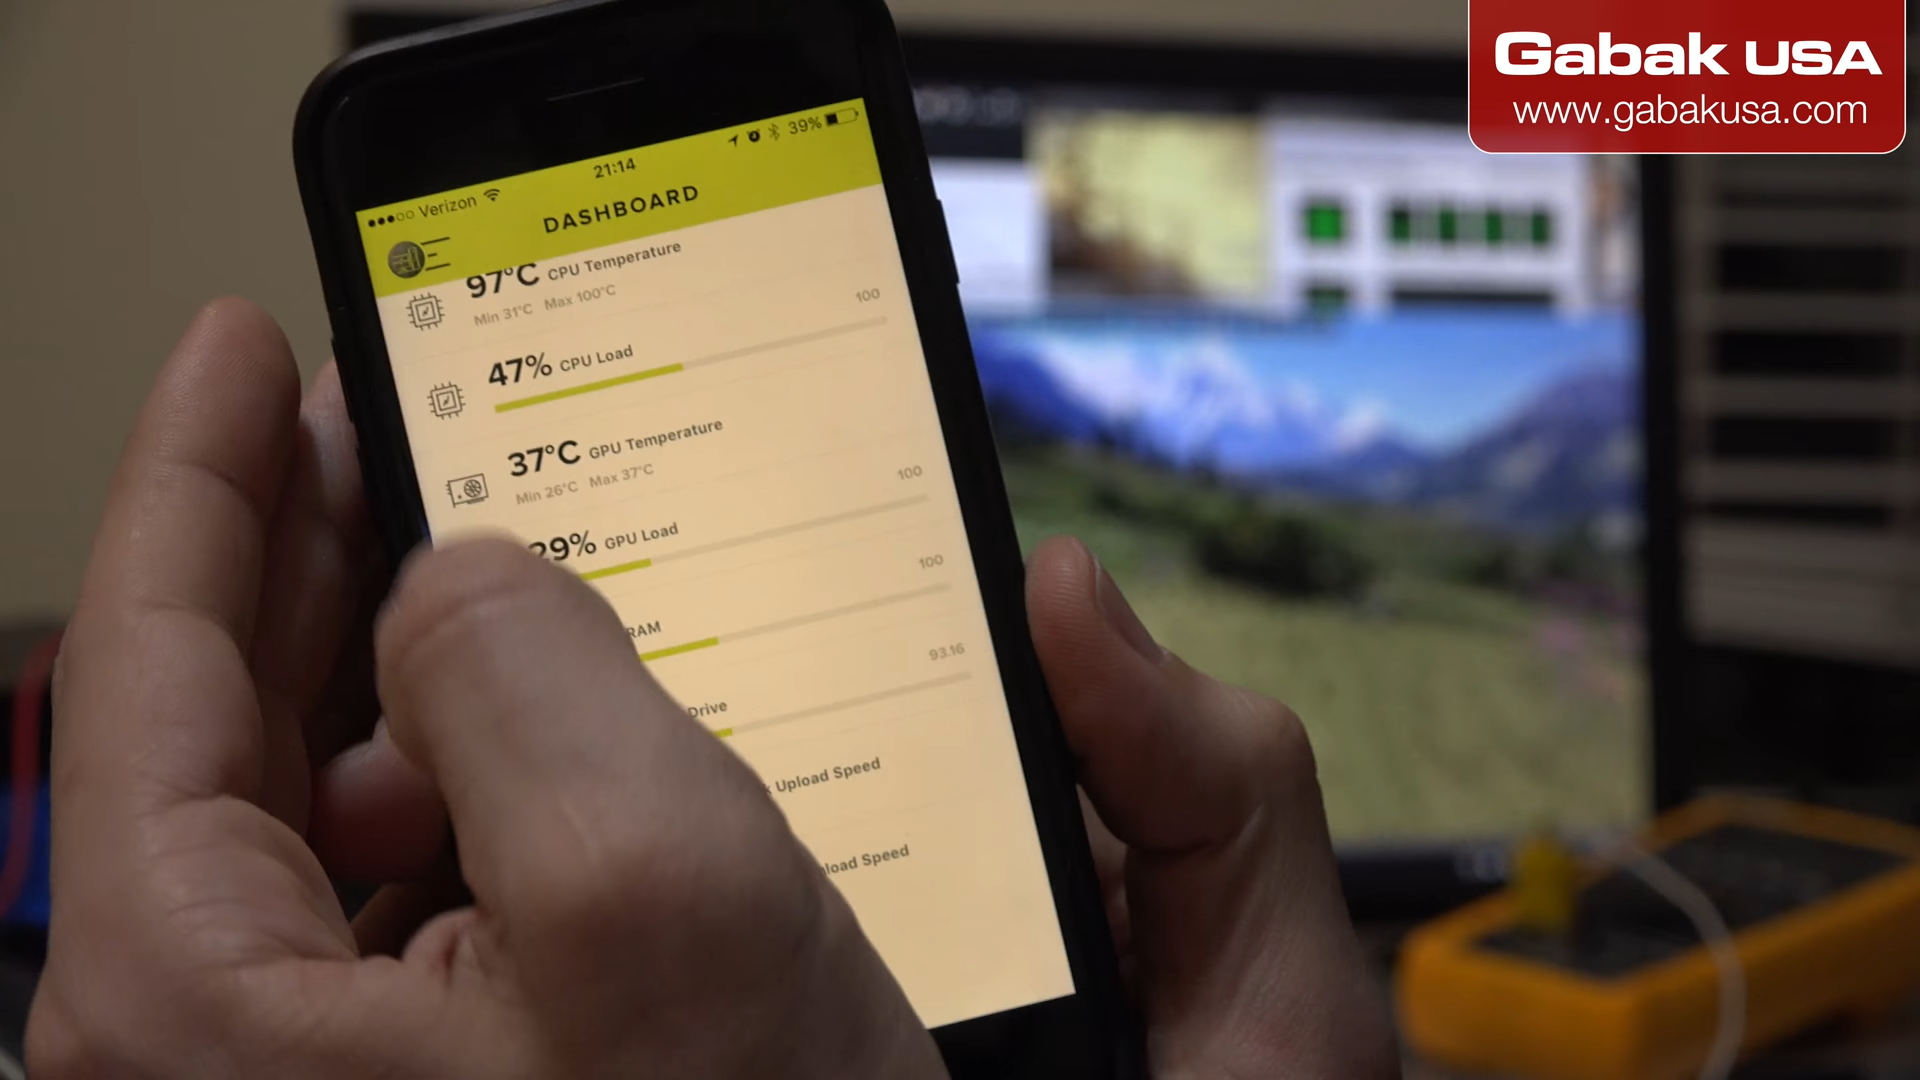 Gabak USA
www.gabakusa.com
Verizon 21:14 39%
DASHBOARD
97°C CPU Temperature
Min 31°C Max 100°C
100
47% CPU Load
37°C GPU Temperature
Min 26°C Max 37°C
100
29% GPU Load
100
RAM
93.16
Drive
Upload Speed
Speed